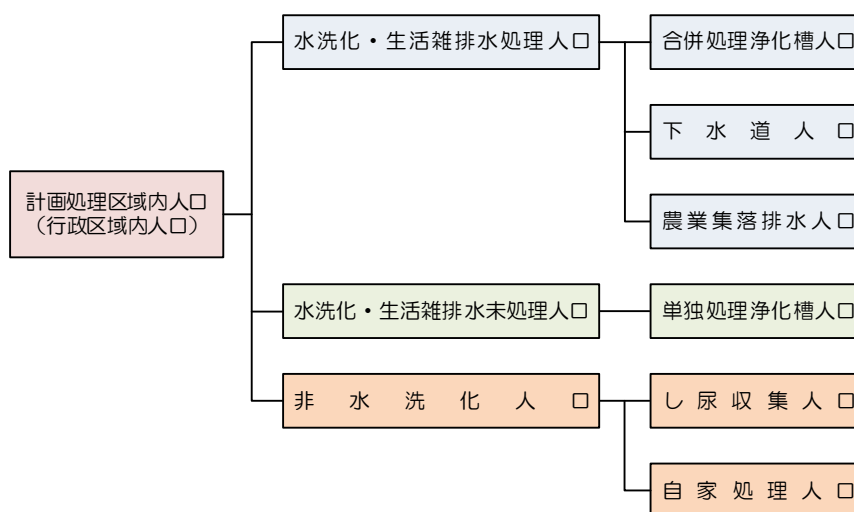 水洗化・生活雑排水処理人口
合併処理浄化槽人口
下水道人口
農業集落排水人口
計画処理区域内人口
（行政区域内人口）
水洗化・生活雑排水未処理人口
単独処理浄化槽人口
非水洗化人口
し尿収集人口
自家処理人口